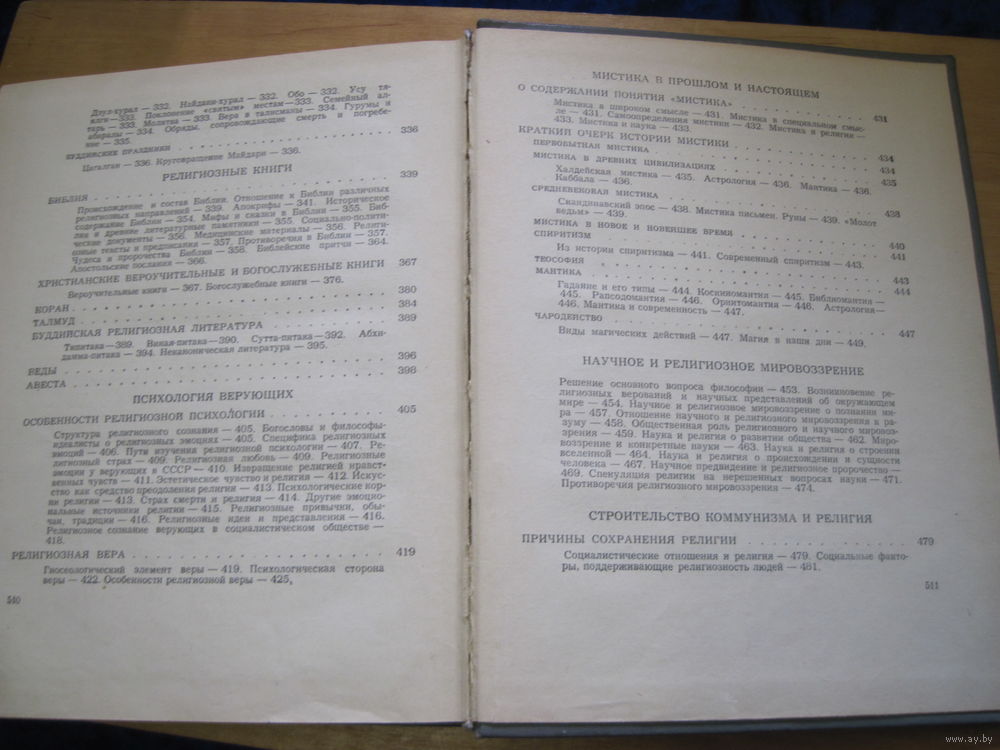 Дзул-хурал — 332. Найдани-хурал — 332. Обо — 332. Усу тя-
ялги—333. Поклонение «святым» местам—333. Семейный ал-
тарь — 333. Молитва — 333. Вера в талисманы — 334. Гурумы и
абаралы — 334. Обряды, сопровождающие смерть и погребе-
ние — 335.
БУДДИЙСКИЕ ПРАЗДНИКИ . . . 336
Цагалган — 336. Круговращение Майдари — 336.
РЕЛИГИОЗНЫЕ КНИГИ
БИБЛИЯ . . . 339
Происхождение и состав Библии. Отношение к Библии различных
религиозных направлений — 339. Апокрифы — 341. Историческое
содержание Библии — 354. Мифы и сказки в Библии — 355. Биб-
лия и древние литературные памятники — 355. Социально-полити-
ческие документы — 356. Медицинские материалы — 356. Религи-
озные тексты и предписания — 357. Противоречия в Библии — 357.
Чудеса и пророчества Библии — 358. Библейские притчи — 364.
Апостольские послания — 366.
ХРИСТИАНСКИЕ ВЕРОУЧИТЕЛЬНЫЕ И БОГОСЛУЖЕБНЫЕ КНИГИ 367
Вероучительные книги — 367. Богослужебные книги — 376.
КОРАН . . . 380
ТАЛМУД . . . 384
БУДДИЙСКАЯ РЕЛИГИОЗНАЯ ЛИТЕРАТУРА . . . 389
Типитака—389. Виная-питака—390. Сутта-питака—392. Абхи-
дамма-питака — 394. Неканоническая литература — 395.
ВЕДЫ . . . 396
АВЕСТА . . . 398
ПСИХОЛОГИЯ ВЕРУЮЩИХ
ОСОБЕННОСТИ РЕЛИГИОЗНОЙ ПСИХОЛОГИИ . . . 405
Структура религиозного сознания — 405. Богословы и философы-
идеалисты о религиозных эмоциях — 405. Специфика религиозных
эмоций — 406. Пути изучения религиозной психологии — 407. Ре-
лигиозный страх — 409. Религиозная любовь — 409. Религиозные
эмоции у верующих в СССР — 410. Извращение религией нравст-
венных чувств — 411. Эстетическое чувство и религия — 412. Искус-
ство как средство преодоления религии — 413. Психологические кор-
ни религии — 413. Страх смерти и религия — 414. Другие эмоцио-
нальные источники религии — 415. Религиозные привычки, обы-
чаи, традиции — 416. Религиозные идеи и представления — 416.
Религиозное сознание верующих в социалистическом обществе —
418.
РЕЛИГИОЗНАЯ ВЕРА . . . 419
Гносеологический элемент веры — 419. Психологическая сторона
веры — 422. Особенности религиозной веры — 425.
540
МИСТИКА В ПРОШЛОМ И НАСТОЯЩЕМ
О СОДЕРЖАНИИ ПОНЯТИЯ «МИСТИКА» . . . 431
Мистика в широком смысле — 431. Мистика в специальном смыс-
ле — 431. Самоопределения мистики — 432. Мистика и религия —
433. Мистика и наука — 433.
КРАТКИЙ ОЧЕРК ИСТОРИИ МИСТИКИ . . . 434
ПЕРВОБЫТНАЯ МИСТИКА . . . 434
МИСТИКА В ДРЕВНИХ ЦИВИЛИЗАЦИЯХ . . . 435
Халдейская мистика — 435. Астрология — 436. Мантика — 436.
Каббала — 436.
СРЕДНЕВЕКОВАЯ МИСТИКА . . . 438
Скандинавский эпос — 438. Мистика письмен. Руны — 439. «Молот
ведьм» — 439.
МИСТИКА В НОВОЕ И НОВЕЙШЕЕ ВРЕМЯ . . . 440
СПИРИТИЗМ . . . 441
Из истории спиритизма — 441. Современный спиритизм — 443.
ТЕОСОФИЯ . . . 443
МАНТИКА . . . 444
Гадание и его типы — 444. Косциномантия — 445. Библиомантия —
445. Рапсодомантия — 446. Орнитомантия — 446. Астрология—
446. Мантика и современность — 447.
ЧАРОДЕЙСТВО . . . 447
Виды магических действий — 447. Магия в наши дни — 449.
НАУЧНОЕ И РЕЛИГИОЗНОЕ МИРОВОЗЗРЕНИЕ
Решение основного вопроса философии — 453. Возникновение ре-
лигиозных верований и научных представлений об окружающем
мире — 454. Научное и религиозное мировоззрение о познании ми-
ра — 457. Отношение научного и религиозного мировоззрения к ра-
зуму — 458. Общественная роль религиозного и научного мировоз-
зрения — 459. Наука и религия о развитии общества — 462. Миро-
воззрение и конкретные науки — 463. Наука и религия о строении
вселенной — 464. Наука и религия о происхождении и сущности
человека — 467. Научное предвидение и религиозное пророчество —
469. Спекуляция религии на нерешенных вопросах науки —471.
Противоречия религиозного мировоззрения — 474.
СТРОИТЕЛЬСТВО КОММУНИЗМА И РЕЛИГИЯ
ПРИЧИНЫ СОХРАНЕНИЯ РЕЛИГИИ . . . 479
Социалистические отношения и религия — 479. Социальные факто-
ры, поддерживающие религиозность людей — 481.
511
www.ay.by